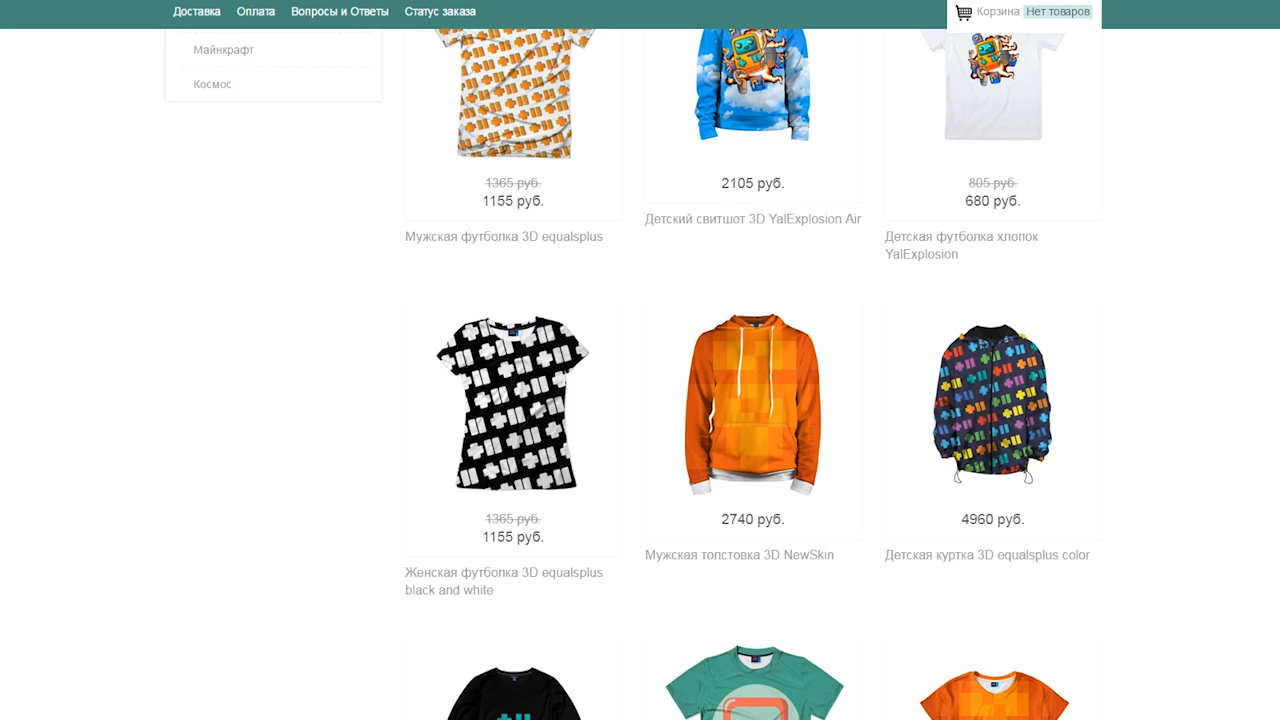 Доставка Оплата Вопросы и Ответы Статус заказа
Корзина Нет товаров
Майнкрафт
Космос
1365 руб.
1155 руб.
Мужская футболка 3D equalsplus
2105 руб.
Детский свитшот 3D YalExplosion Air
805 руб.
680 руб.
Детская футболка хлопок
YalExplosion
1365 руб.
1155 руб.
Женская футболка 3D equalsplus
black and white
2740 руб.
Мужская толстовка 3D NewSkin
4960 руб.
Детская куртка 3D equalsplus color